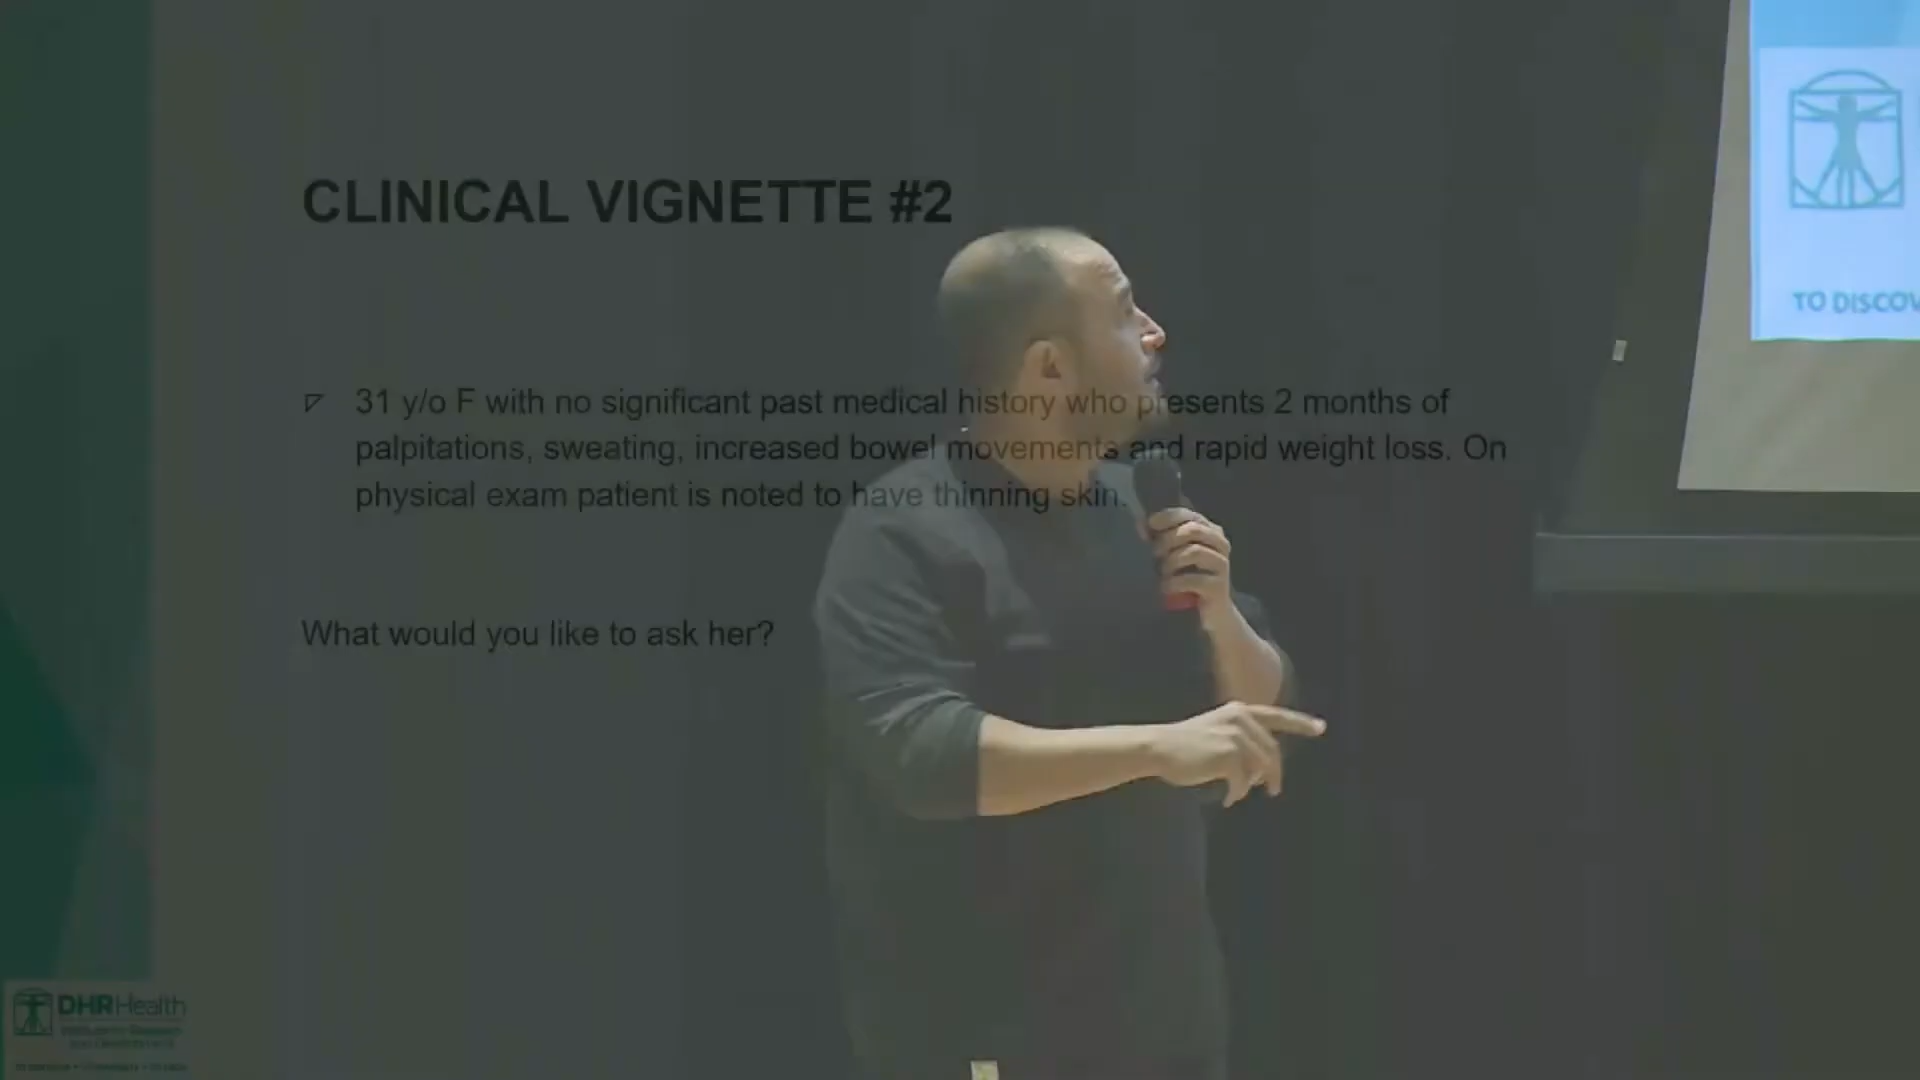 CLINICAL VIGNETTE #2
31 y/o F with no significant past medical history who presents 2 months of
palpitations, sweating, increased bowel movements and rapid weight loss. On
physical exam patient is noted to have thinning skin.
What would you like to ask her?
TO DISCOV
DHRHealth